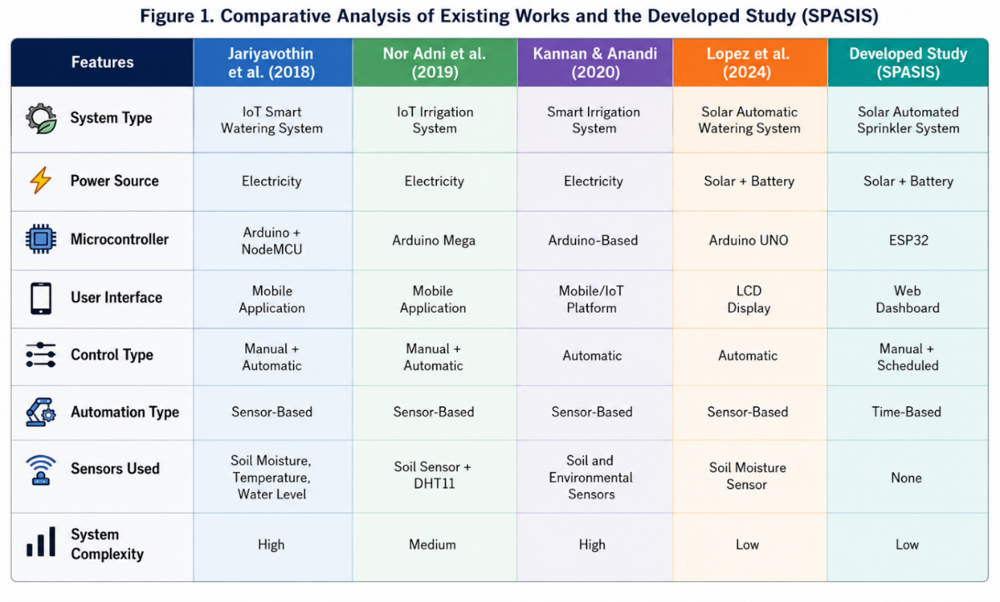 Figure 1. Comparative Analysis of Existing Works and the Developed Study (SPASIS)
Features
Jariyavothin
et al. (2018)
Nor Adni et al.
(2019)
Kannan & Anandi
(2020)
Lopez et al.
(2024)
Developed Study
(SPASIS)
System Type
IoT Smart
Watering System
IoT Irrigation
System
Smart Irrigation
System
Solar Automatic
Watering System
Solar Automated
Sprinkler System
Power Source
Electricity
Electricity
Electricity
Solar + Battery
Solar + Battery
Microcontroller
Arduino +
NodeMCU
Arduino Mega
Arduino-Based
Arduino UNO
ESP32
User Interface
Mobile
Application
Mobile
Application
Mobile/IoT
Platform
LCD
Display
Web
Dashboard
Control Type
Manual +
Automatic
Manual +
Automatic
Automatic
Automatic
Manual +
Scheduled
Automation Type
Sensor-Based
Sensor-Based
Sensor-Based
Sensor-Based
Time-Based
Sensors Used
Soil Moisture,
Temperature,
Water Level
Soil Sensor +
DHT11
Soil and
Environmental
Sensors
Soil Moisture
Sensor
None
System
Complexity
High
Medium
High
Low
Low